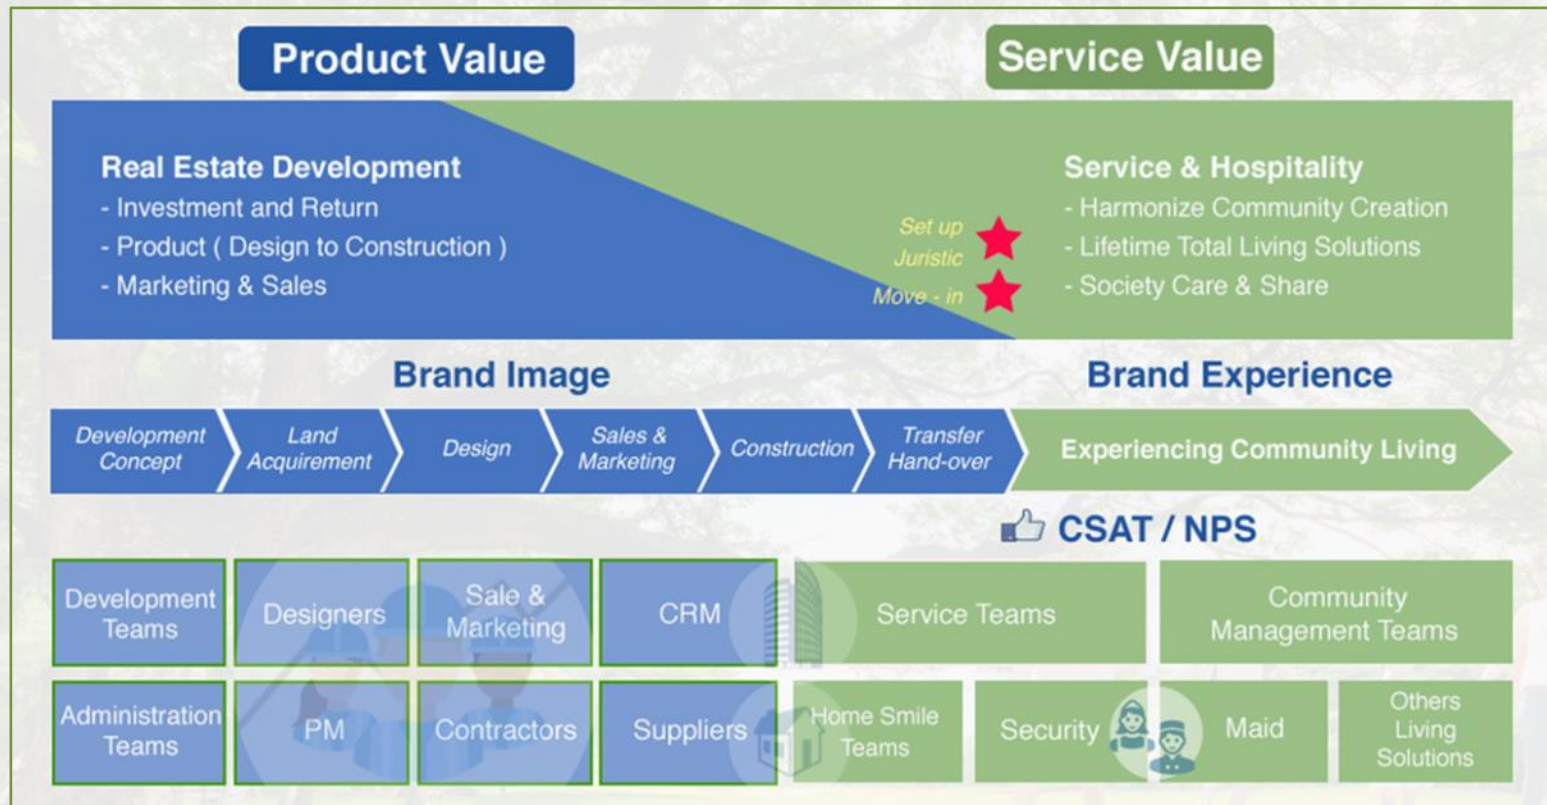 Product Value
Service Value
Real Estate Development
- Investment and Return
- Product ( Design to Construction )
- Marketing & Sales
Set up
Juristic
Move - in
Service & Hospitality
- Harmonize Community Creation
- Lifetime Total Living Solutions
- Society Care & Share
Brand Image
Brand Experience
Development
Concept
Land
Acquirement
Design
Sales &
Marketing
Construction
Transfer
Hand-over
Experiencing Community Living
CSAT / NPS
Development
Teams
Designers
Sale &
Marketing
CRM
Service Teams
Community
Management Teams
Administration
Teams
PM
Contractors
Suppliers
Home Smile
Teams
Security
Maid
Others
Living
Solutions